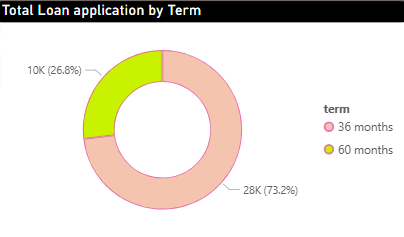 Total Loan application by Term
10K (26.8%)
term
36 months
60 months
28K (73.2%)